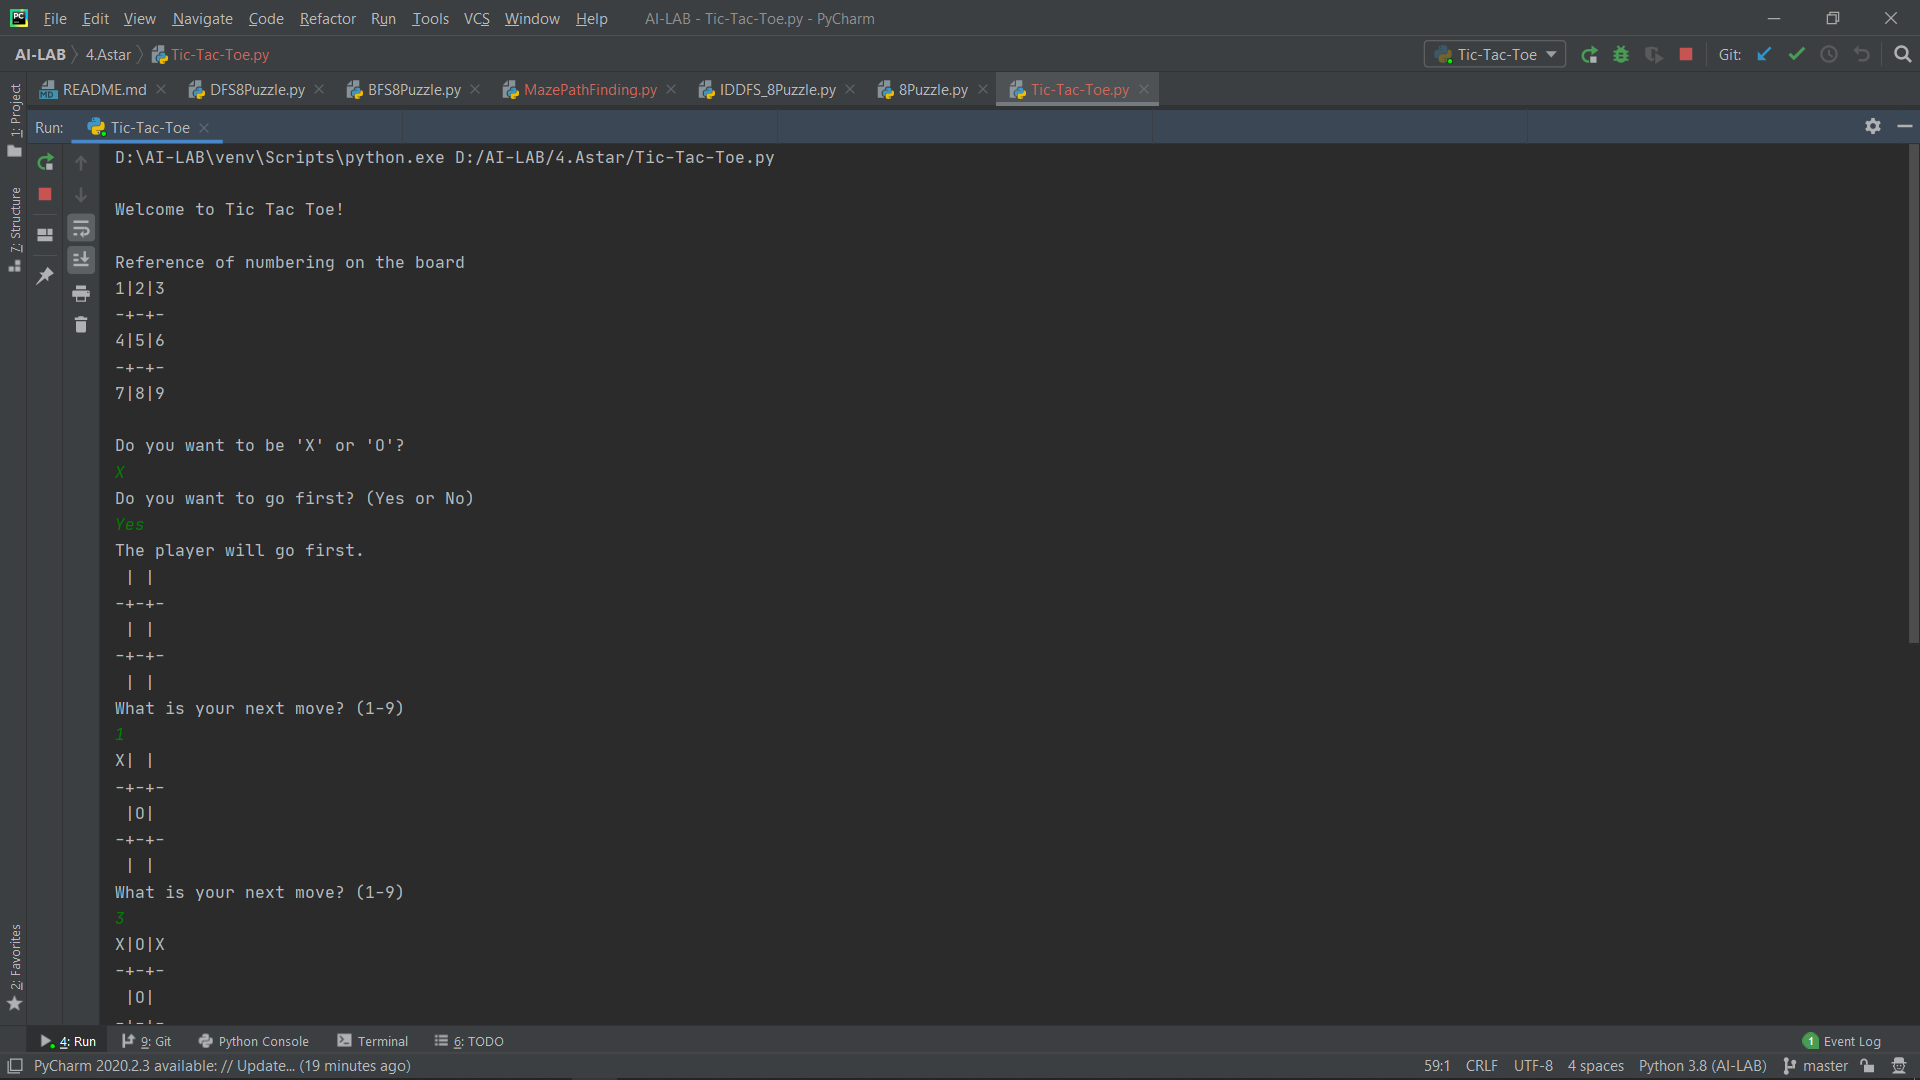 PC File Edit View Navigate Code Refactor Run Tools VCS Window Help AI-LAB - Tic-Tac-Toe.py - PyCharm
AI-LAB 4.Astar Tic-Tac-Toe.py Tic-Tac-Toe Git:
README.md DFS8Puzzle.py BFS8Puzzle.py MazePathFinding.py IDDFS_8Puzzle.py 8Puzzle.py Tic-Tac-Toe.py
1: Project
7: Structure
2: Favorites
Run: Tic-Tac-Toe
D:\AI-LAB\venv\Scripts\python.exe D:/AI-LAB/4.Astar/Tic-Tac-Toe.py
Welcome to Tic Tac Toe!
Reference of numbering on the board
1|2|3
-+-+-
4|5|6
-+-+-
7|8|9
Do you want to be 'X' or 'O'?
X
Do you want to go first? (Yes or No)
Yes
The player will go first.
 | |
-+-+-
 | |
-+-+-
 | |
What is your next move? (1-9)
1
X| |
-+-+-
 |O|
-+-+-
 | |
What is your next move? (1-9)
3
X|O|X
-+-+-
 |O|
-+-+-
4: Run 9: Git Python Console Terminal 6: TODO 1 Event Log
PyCharm 2020.2.3 available: // Update... (19 minutes ago) 59:1 CRLF UTF-8 4 spaces Python 3.8 (AI-LAB) master